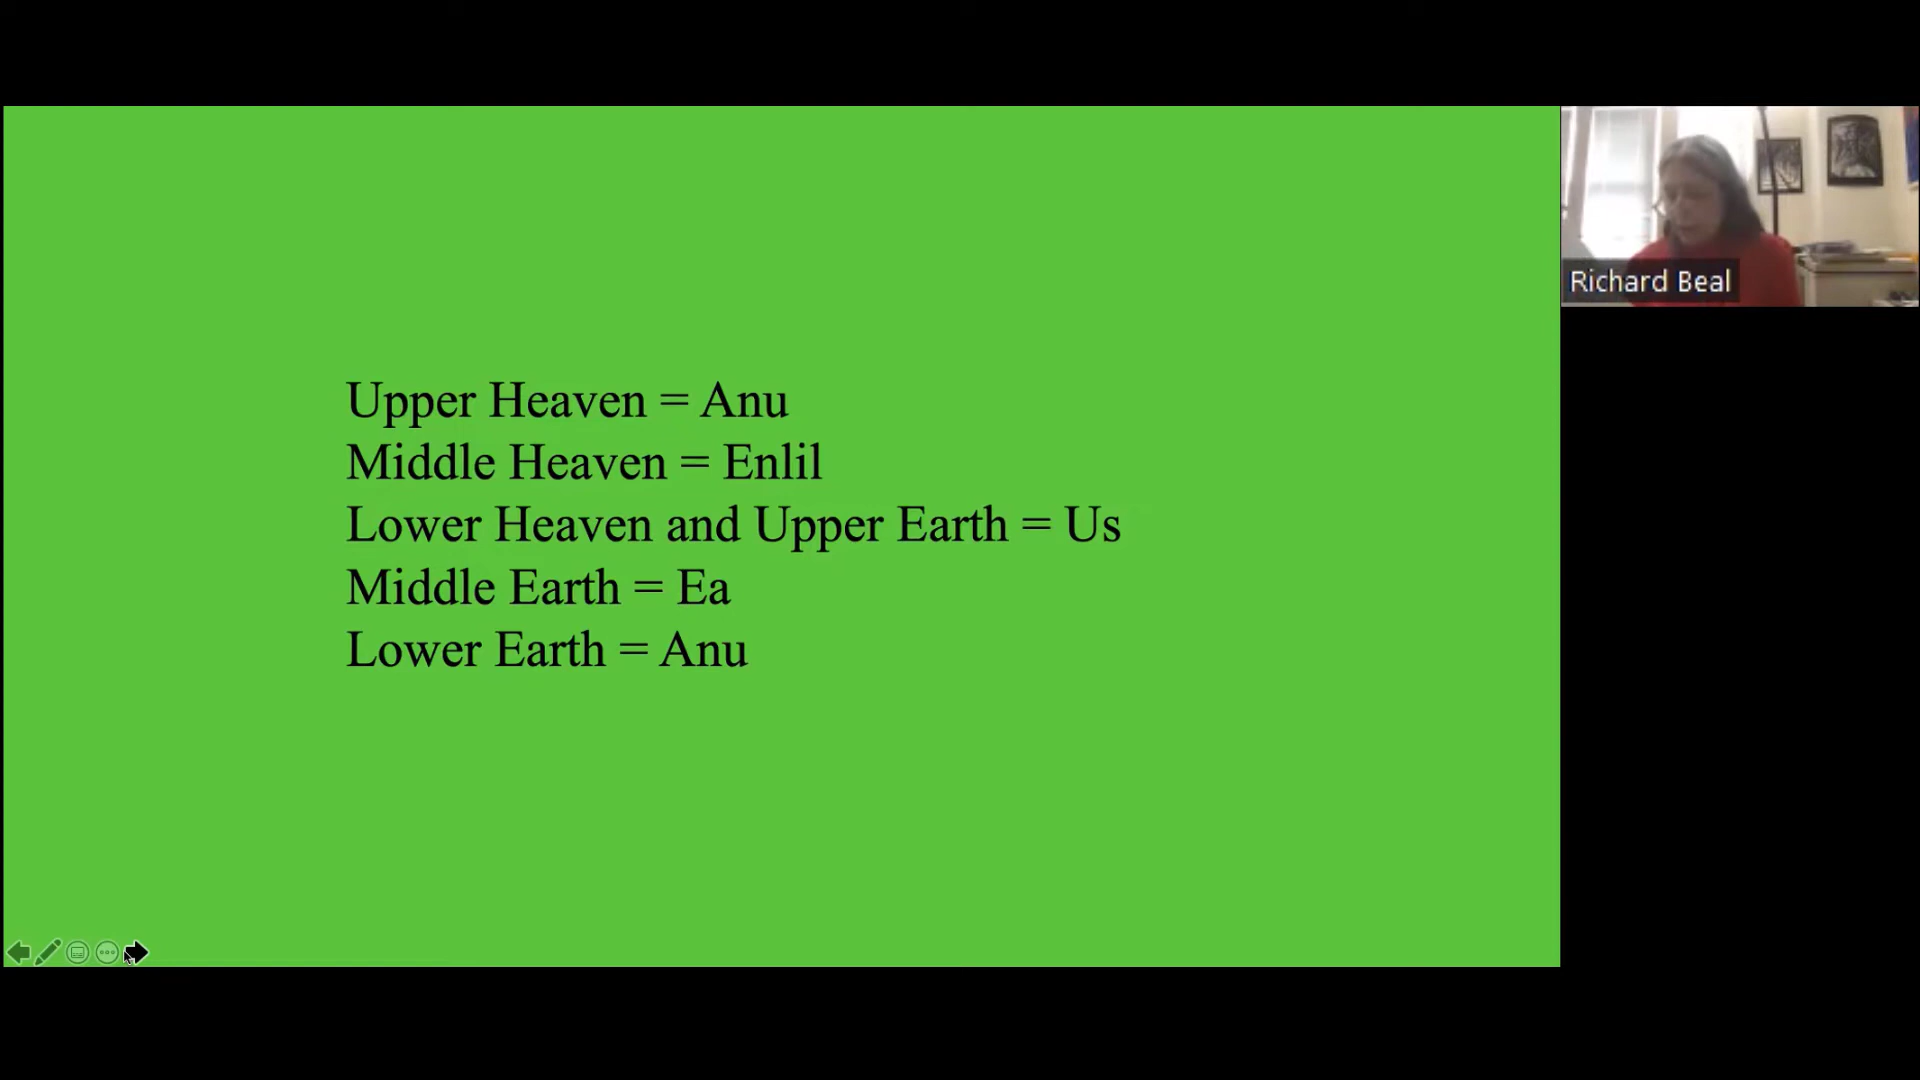 Upper Heaven = Anu
Middle Heaven = Enlil
Lower Heaven and Upper Earth = Us
Middle Earth = Ea
Lower Earth = Anu
Richard Beal